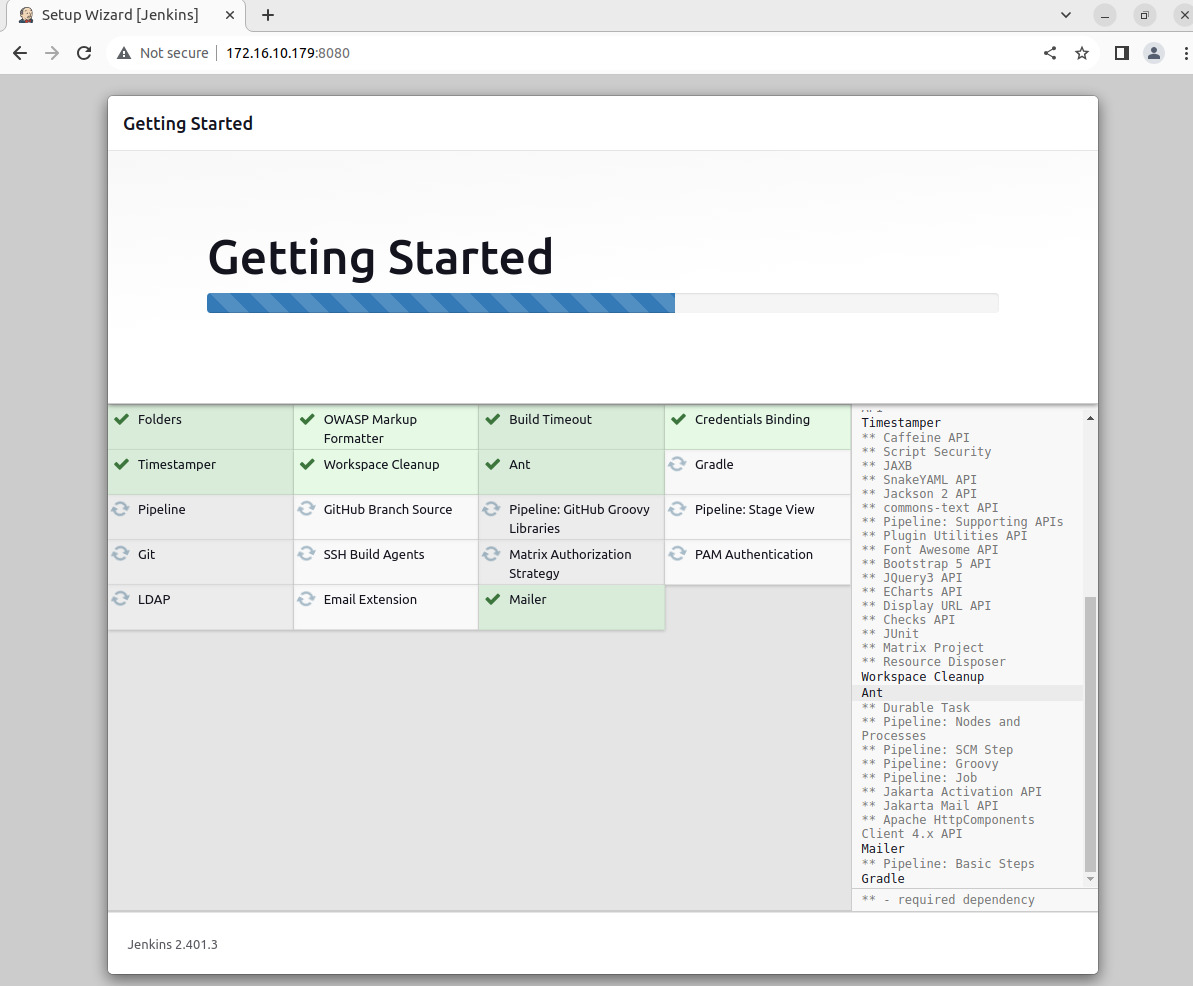 Setup Wizard [Jenkins]
Not secure
172.16.10.179:8080
Getting Started
Getting Started
Folders
OWASP Markup
Formatter
Build Timeout
Credentials Binding
Timestamper
Workspace Cleanup
Ant
Gradle
Pipeline
GitHub Branch Source
Pipeline: GitHub Groovy
Libraries
Pipeline: Stage View
Git
SSH Build Agents
Matrix Authorization
Strategy
PAM Authentication
LDAP
Email Extension
Mailer
Timestamper
** Caffeine API
** Script Security
** JAXB
** SnakeYAML API
** Jackson 2 API
** commons-text API
** Pipeline: Supporting APIs
** Plugin Utilities API
** Font Awesome API
** Bootstrap 5 API
** JQuery3 API
** ECharts API
** Display URL API
** Checks API
** JUnit
** Matrix Project
** Resource Disposer
Workspace Cleanup
Ant
** Durable Task
** Pipeline: Nodes and
Processes
** Pipeline: SCM Step
** Pipeline: Groovy
** Pipeline: Job
** Jakarta Activation API
** Jakarta Mail API
** Apache HttpComponents
Client 4.x API
Mailer
** Pipeline: Basic Steps
Gradle
** - required dependency
Jenkins 2.401.3